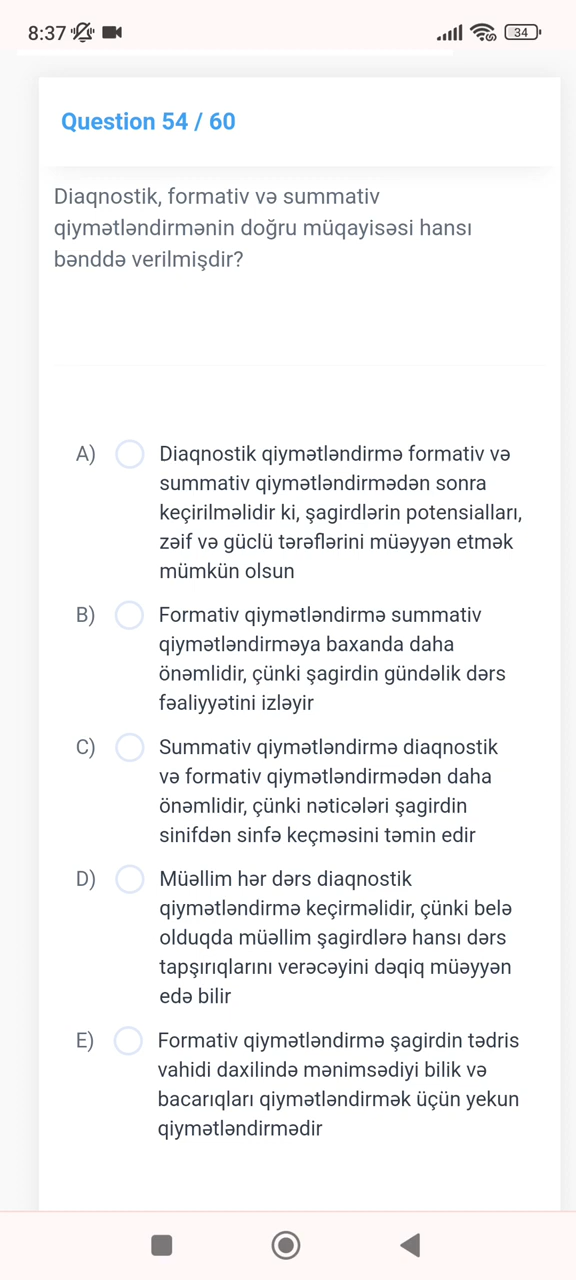 8:37
34
Question 54 / 60
Diaqnostik, formativ və summativ
qiymətləndirmənin doğru müqayisəsi hansı
bənddə verilmişdir?
A) Diaqnostik qiymətləndirmə formativ və
summativ qiymətləndirmədən sonra
keçirilməlidir ki, şagirdlərin potensialları,
zəif və güclü tərəflərini müəyyən etmək
mümkün olsun
B) Formativ qiymətləndirmə summativ
qiymətləndirməya baxanda daha
önəmlidir, çünki şagirdin gündəlik dərs
fəaliyyətini izləyir
C) Summativ qiymətləndirmə diaqnostik
və formativ qiymətləndirmədən daha
önəmlidir, çünki nəticələri şagirdin
sinifdən sinfə keçməsini təmin edir
D) Müəllim hər dərs diaqnostik
qiymətləndirmə keçirməlidir, çünki belə
olduqda müəllim şagirdlərə hansı dərs
tapşırıqlarını verəcəyini dəqiq müəyyən
edə bilir
E) Formativ qiymətləndirmə şagirdin tədris
vahidi daxilində mənimsədiyi bilik və
bacarıqları qiymətləndirmək üçün yekun
qiymətləndirmədir